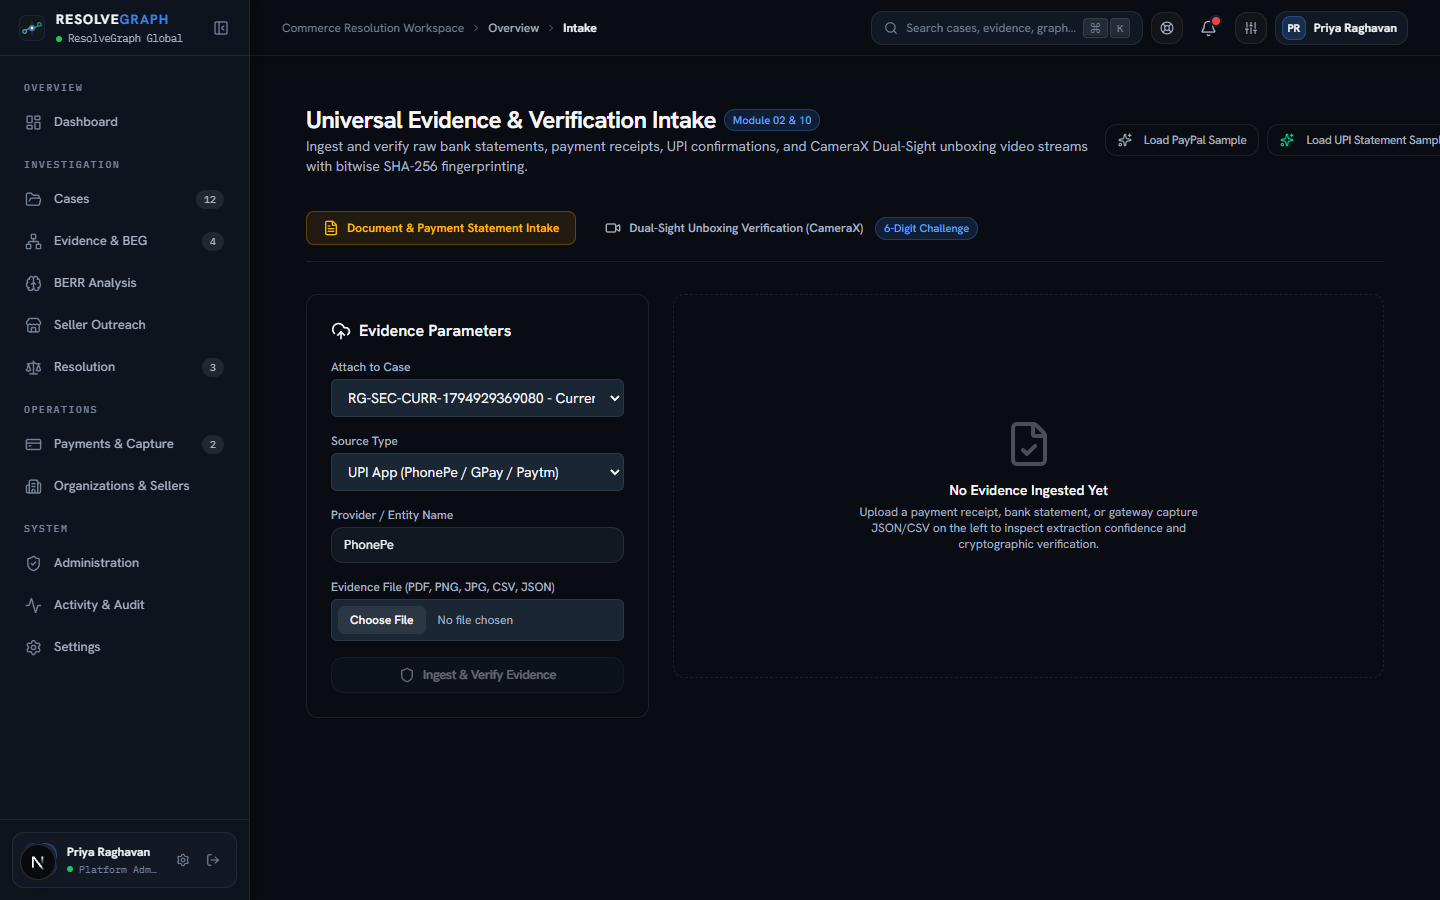 RESOLVEGRAPH
ResolveGraph Global
Commerce Resolution Workspace > Overview > Intake
Search cases, evidence, graph... ⌘ K
PR Priya Raghavan
OVERVIEW
Dashboard
INVESTIGATION
Cases 12
Evidence & BEG 4
BERR Analysis
Seller Outreach
Resolution 3
OPERATIONS
Payments & Capture 2
Organizations & Sellers
SYSTEM
Administration
Activity & Audit
Settings
N
Priya Raghavan
Platform Adm…
Universal Evidence & Verification Intake Module 02 & 10
Ingest and verify raw bank statements, payment receipts, UPI confirmations, and CameraX Dual-Sight unboxing video streams
with bitwise SHA-256 fingerprinting.
Load PayPal Sample
Load UPI Statement Sampl
Document & Payment Statement Intake
Dual-Sight Unboxing Verification (CameraX) 6-Digit Challenge
Evidence Parameters
Attach to Case
RG-SEC-CURR-1794929369080 - Curren
Source Type
UPI App (PhonePe / GPay / Paytm)
Provider / Entity Name
PhonePe
Evidence File (PDF, PNG, JPG, CSV, JSON)
Choose File No file chosen
Ingest & Verify Evidence
No Evidence Ingested Yet
Upload a payment receipt, bank statement, or gateway capture
JSON/CSV on the left to inspect extraction confidence and
cryptographic verification.